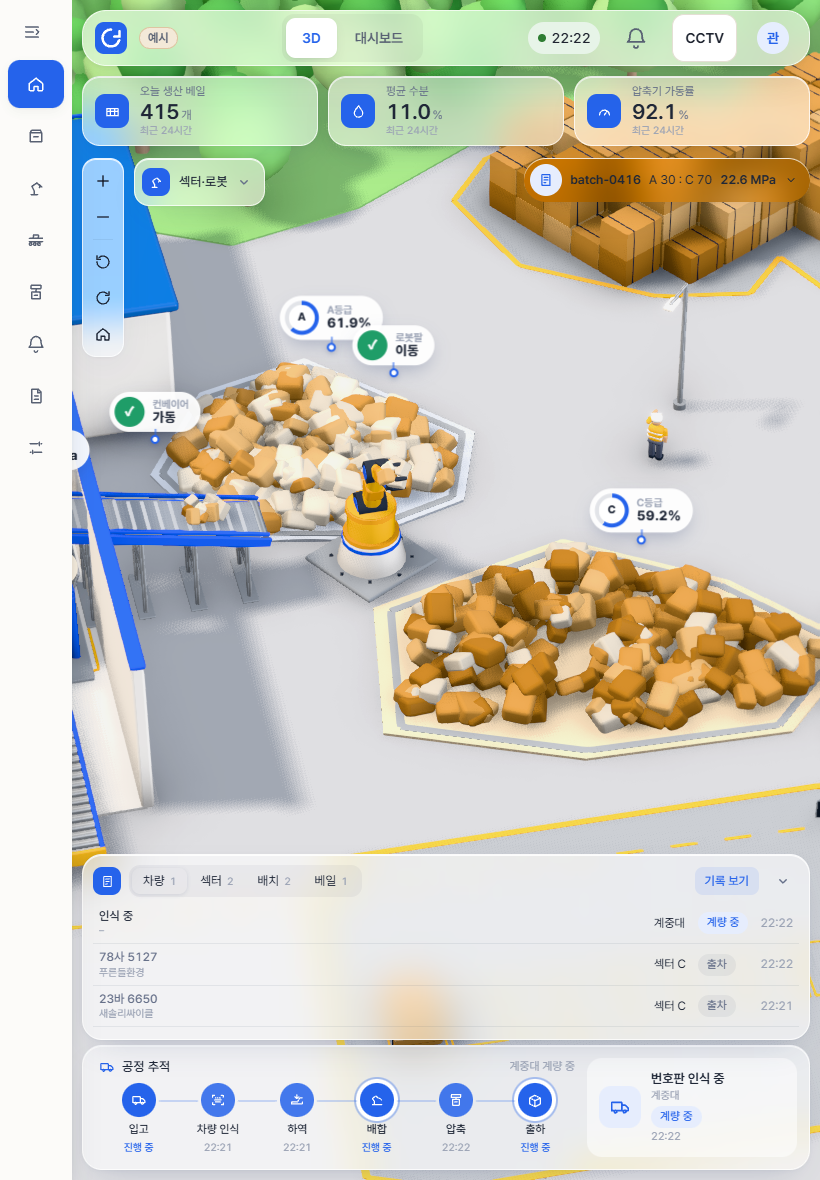 예시
3D
대시보드
22:22
CCTV
관
오늘 생산 베일
415개
최근 24시간
평균 수분
11.0%
최근 24시간
압축기 가동률
92.1%
최근 24시간
섹터·로봇
batch-0416 A 30 : C 70 22.6 MPa
A
A등급
61.9%
로봇팔
이동
컨베이어
가동
a
C
C등급
59.2%
차량 1
섹터 2
배치 2
베일 1
기록 보기
인식 중
–
계중대
계량 중
22:22
78사 5127
푸른들환경
섹터 C
출차
22:22
23바 6650
새솔리싸이클
섹터 C
출차
22:21
공정 추적
계중대 계량 중
입고
진행 중
차량 인식
22:21
하역
22:21
배합
진행 중
압축
22:22
출하
진행 중
번호판 인식 중
계중대
계량 중
22:22